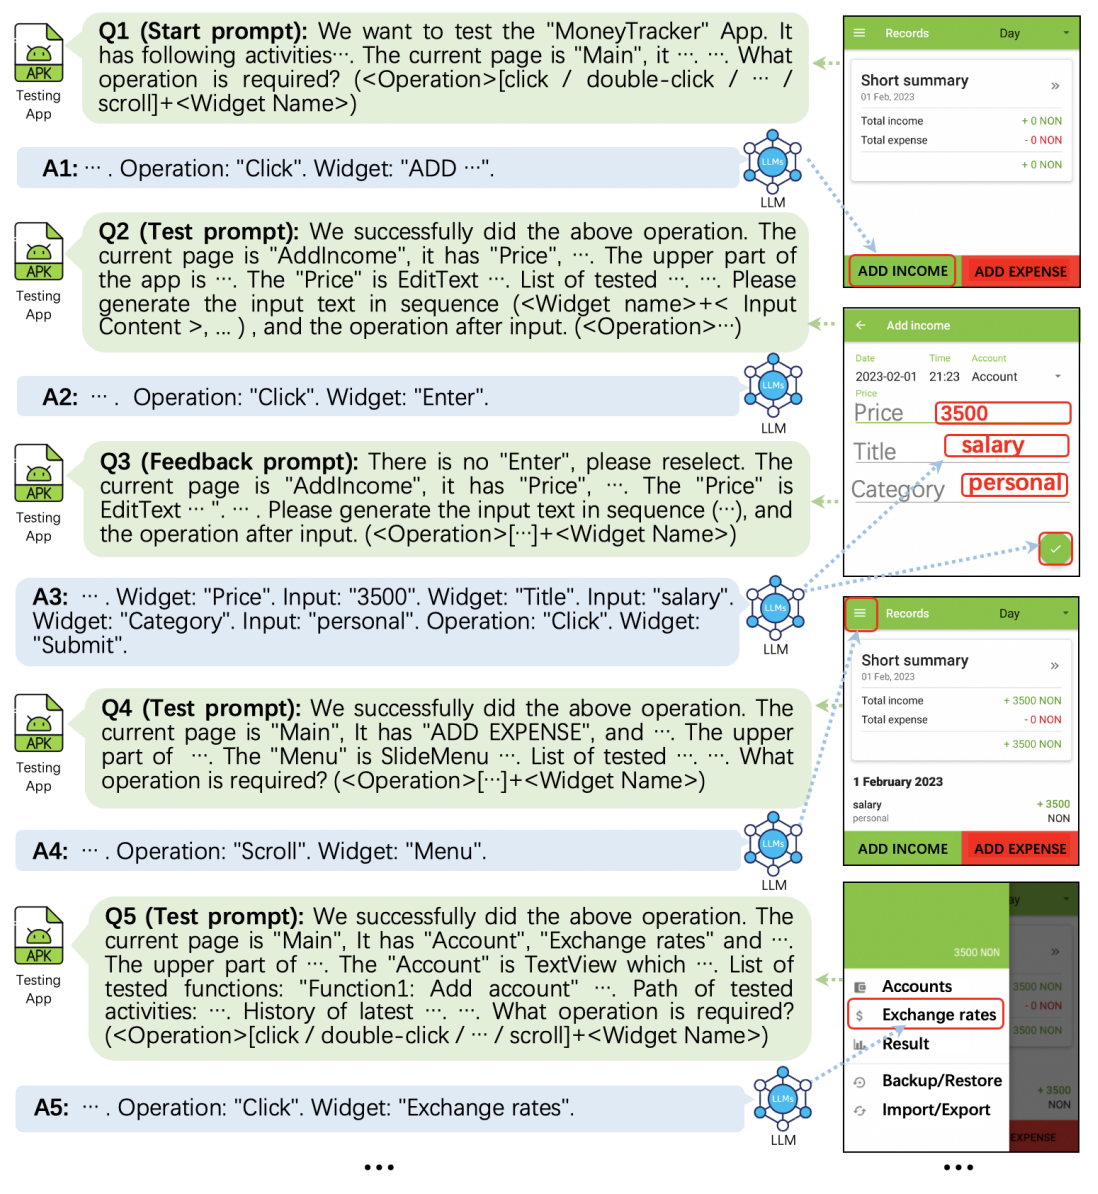 Q1 (Start prompt): We want to test the "MoneyTracker" App. It
has following activities···. The current page is "Main", it ···. ···. What
operation is required? (<Operation>[click / double-click / ··· /
scroll]+<Widget Name>)
APK
Testing
App
A1: ··· . Operation: "Click". Widget: "ADD ···".
LLMs
LLM
Records
Day
Short summary
01 Feb, 2023
Total income
+ 0 NON
Total expense
- 0 NON
+ 0 NON
ADD INCOME
ADD EXPENSE
Q2 (Test prompt): We successfully did the above operation. The
current page is "AddIncome", it has "Price", ···. The upper part of
the app is ···. The "Price" is EditText ···. List of tested ···. ···. Please
generate the input text in sequence (<Widget name>+< Input
Content >, ... ) , and the operation after input. (<Operation>···)
APK
Testing
App
A2: ··· . Operation: "Click". Widget: "Enter".
LLMs
LLM
Q3 (Feedback prompt): There is no "Enter", please reselect. The
current page is "AddIncome", it has "Price", ···. The "Price" is
EditText ··· ". ··· . Please generate the input text in sequence (···), and
the operation after input. (<Operation>[···]+<Widget Name>)
APK
Testing
App
Add income
Date
Time
Account
2023-02-01
21:23
Account
Price
Price
3500
Title
salary
Category
personal
A3: ··· . Widget: "Price". Input: "3500". Widget: "Title". Input: "salary".
Widget: "Category". Input: "personal". Operation: "Click". Widget:
"Submit".
LLMs
LLM
Q4 (Test prompt): We successfully did the above operation. The
current page is "Main", It has "ADD EXPENSE", and ···. The upper
part of ···. The "Menu" is SlideMenu ···. List of tested ···. ···. What
operation is required? (<Operation>[···]+<Widget Name>)
APK
Testing
App
A4: ··· . Operation: "Scroll". Widget: "Menu".
LLMs
LLM
Records
Day
Short summary
01 Feb, 2023
Total income
+ 3500 NON
Total expense
- 0 NON
+ 3500 NON
1 February 2023
salary
+ 3500
personal
NON
ADD INCOME
ADD EXPENSE
Q5 (Test prompt): We successfully did the above operation. The
current page is "Main", It has "Account", "Exchange rates" and ···.
The upper part of ···. The "Account" is TextView which ···. List of
tested functions: "Function1: Add account" ···. Path of tested
activities: ···. History of latest ···. ···. What operation is required?
(<Operation>[click / double-click / ··· / scroll]+<Widget Name>)
APK
Testing
App
A5: ··· . Operation: "Click". Widget: "Exchange rates".
LLMs
LLM
ay
3500 NON
Accounts
3500 NON
Exchange rates
- 0 NON
Result
3500 NON
Backup/Restore
+ 3500
Import/Export
NON
EXPENSE
•••
•••